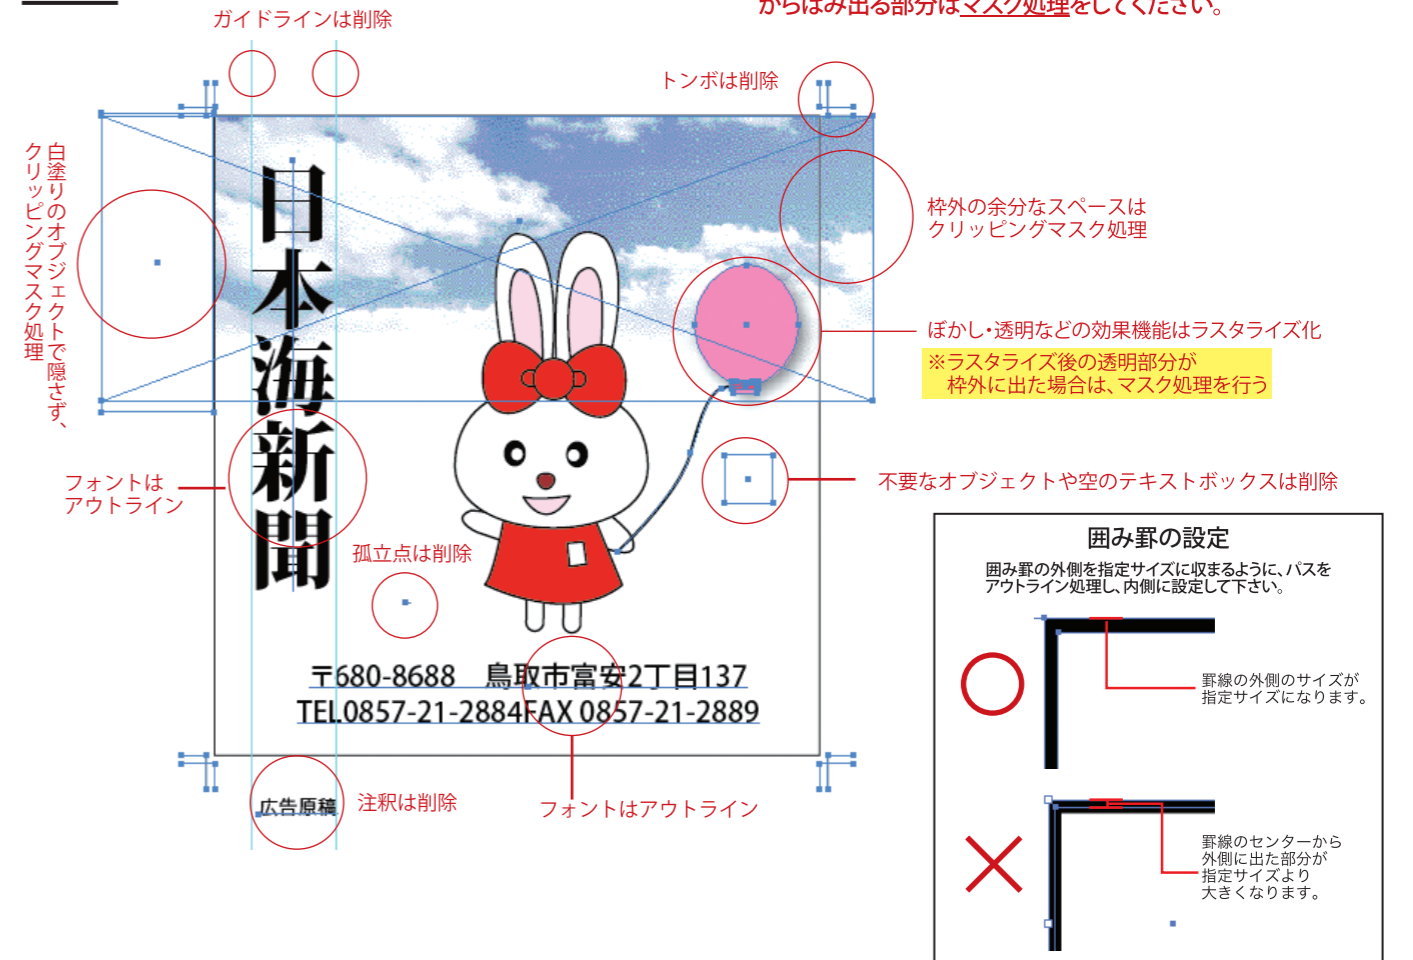 からはみ出る部分はマスク処理をしてください。
ガイドラインは削除
トンボは削除
白塗りのオブジェクトで隠さず、
クリッピングマスク処理
日本海新聞
枠外の余分なスペースは
クリッピングマスク処理
ぼかし・透明などの効果機能はラスタライズ化
※ラスタライズ後の透明部分が
枠外に出た場合は、マスク処理を行う
フォントは
アウトライン
不要なオブジェクトや空のテキストボックスは削除
孤立点は削除
〒680-8688　鳥取市富安2丁目137
TEL0857-21-2884FAX 0857-21-2889
広告原稿
注釈は削除
フォントはアウトライン
囲み罫の設定
囲み罫の外側を指定サイズに収まるように、パスを
アウトライン処理し、内側に設定して下さい。
罫線の外側のサイズが
指定サイズになります。
罫線のセンターから
外側に出た部分が
指定サイズより
大きくなります。